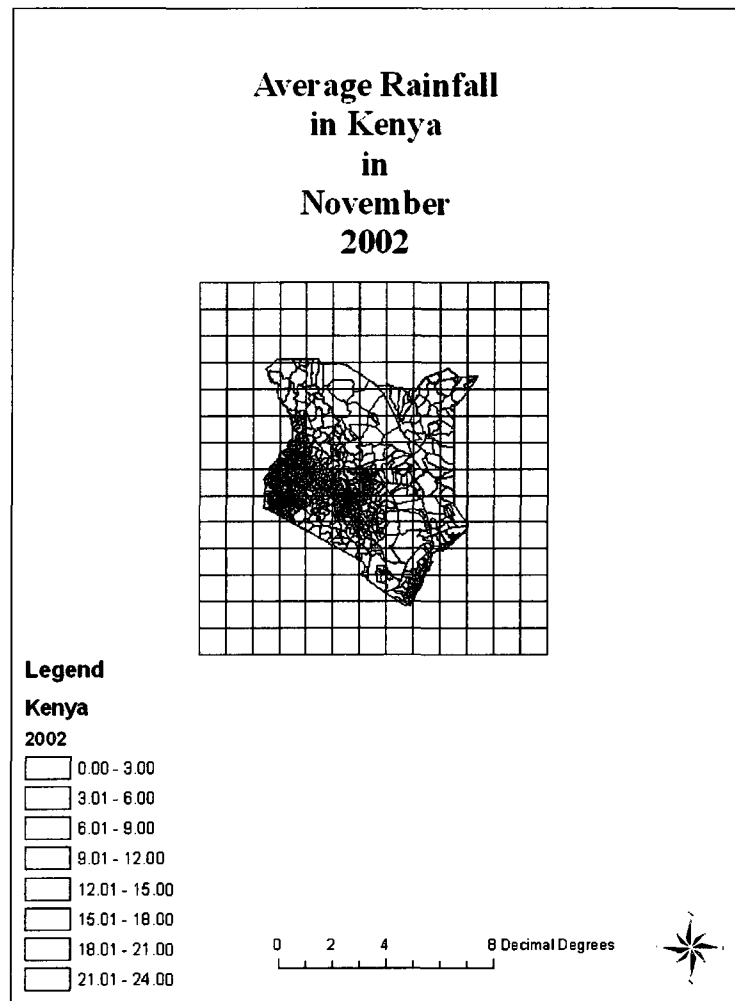 Average Rainfall
in Kenya
in
November
2002
Legend
Kenya
2002
0.00 - 3.00
3.01 - 6.00
6.01 - 9.00
9.01 - 12.00
12.01 - 15.00
15.01 - 18.00
18.01 - 21.00
21.01 - 24.00
0 2 4 8 Decimal Degrees